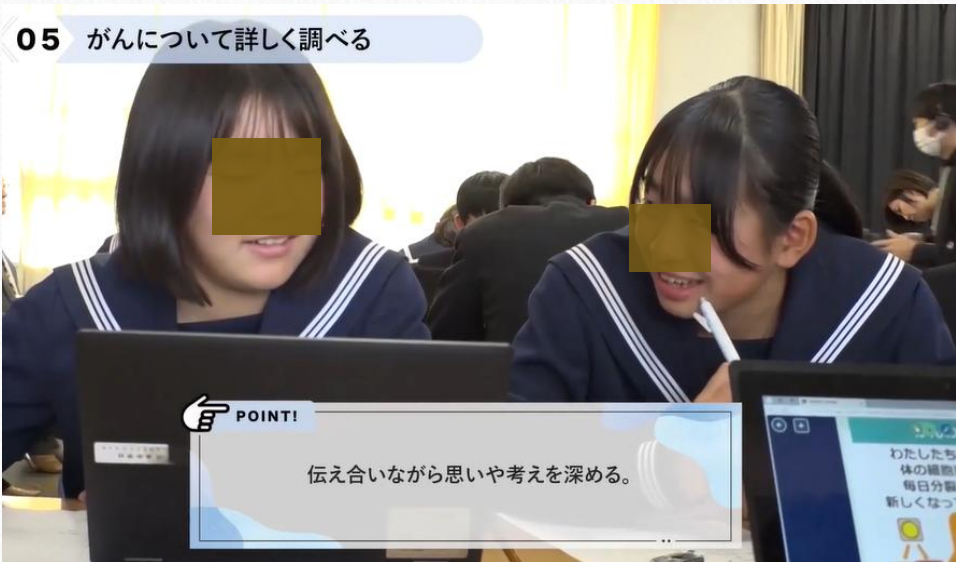 05 がんについて詳しく調べる
POINT!
伝え合いながら思いや考えを深める。
わたしたち
体の細胞
毎日分裂
新しくなっ